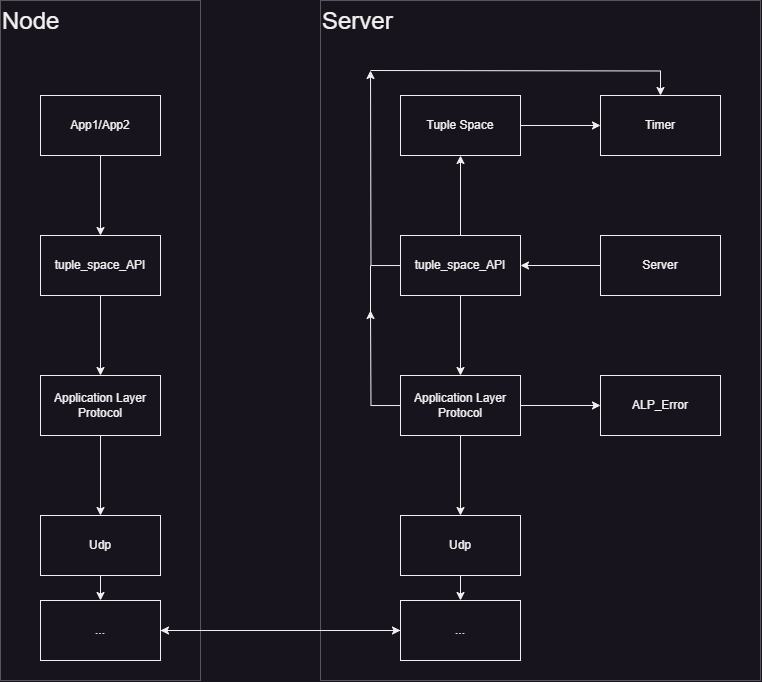 Node
Server
App1/App2
Tuple Space
Timer
tuple_space_API
tuple_space_API
Server
Application Layer
Protocol
Application Layer
Protocol
ALP_Error
Udp
Udp
...
...